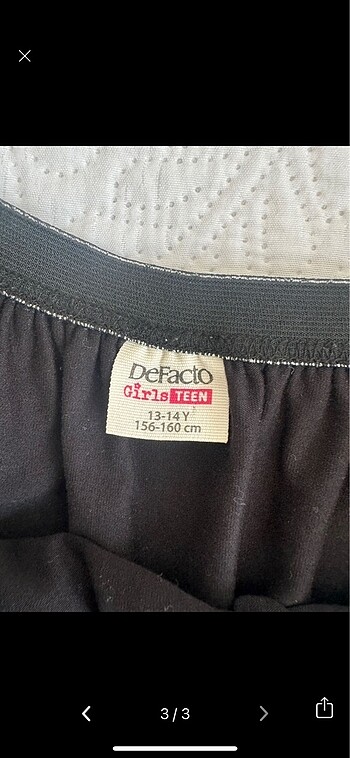 DeFacto
Girls TEEN
13-14 Y
156-160 cm
3/3